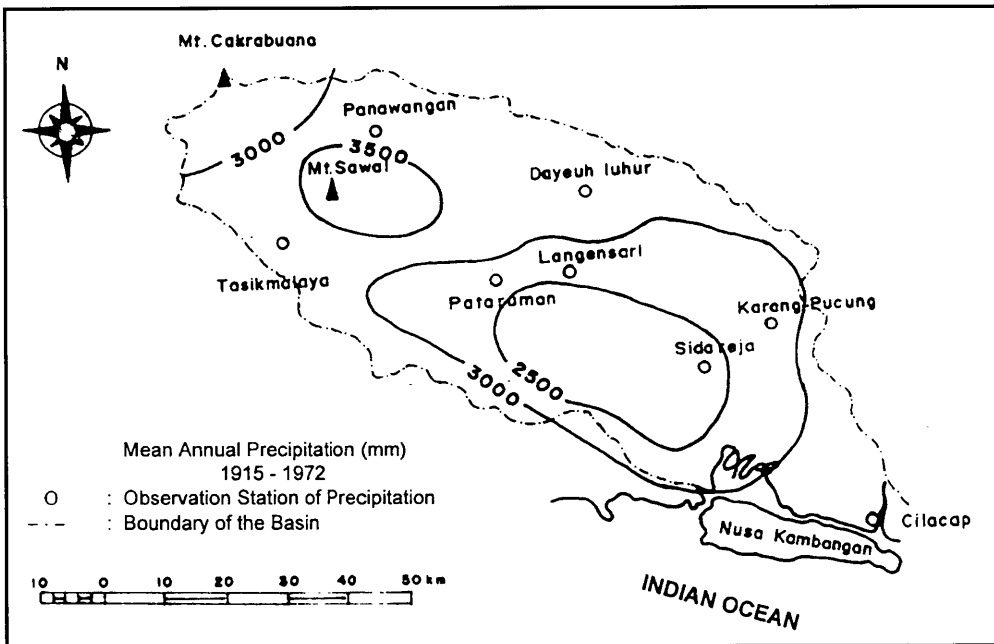 Mt. Cakrabuana
N
Panawangan
3000
3500
Mt. Sawal
Dayeuh luhur
Tasikmalaya
Langensari
Pataruman
Karang-Pucung
Sidareja
3000
2500
Mean Annual Precipitation (mm)
1915 - 1972
O : Observation Station of Precipitation
: Boundary of the Basin
Cilacap
Nusa Kambangan
10 0 10 20 30 40 50 km
INDIAN OCEAN